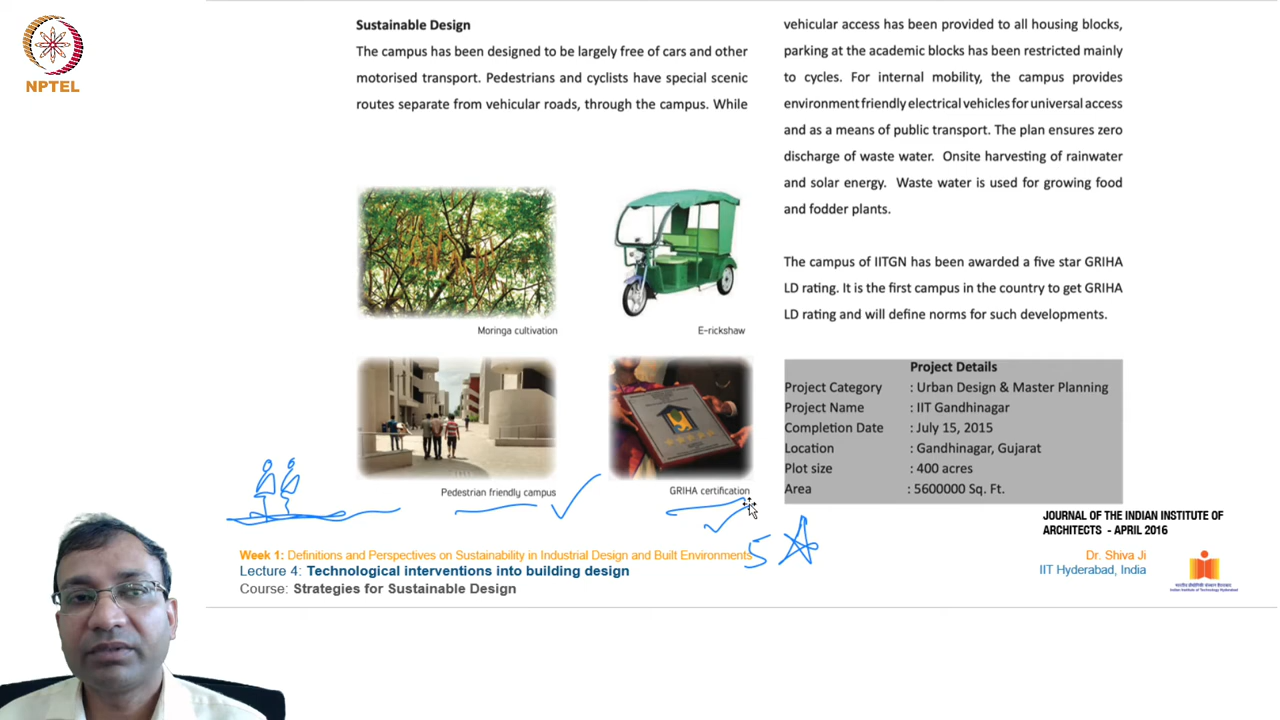 NPTEL
Sustainable Design
The campus has been designed to be largely free of cars and other
motorised transport. Pedestrians and cyclists have special scenic
routes separate from vehicular roads, through the campus. While
vehicular access has been provided to all housing blocks,
parking at the academic blocks has been restricted mainly
to cycles. For internal mobility, the campus provides
environment friendly electrical vehicles for universal access
and as a means of public transport. The plan ensures zero
discharge of waste water. Onsite harvesting of rainwater
and solar energy. Waste water is used for growing food
and fodder plants.
The campus of IITGN has been awarded a five star GRIHA
LD rating. It is the first campus in the country to get GRIHA
LD rating and will define norms for such developments.
Moringa cultivation
E-rickshaw
Pedestrian friendly campus
GRIHA certification
5
Project Details
Project Category : Urban Design & Master Planning
Project Name : IIT Gandhinagar
Completion Date : July 15, 2015
Location : Gandhinagar, Gujarat
Plot size : 400 acres
Area : 5600000 Sq. Ft.
JOURNAL OF THE INDIAN INSTITUTE OF
ARCHITECTS - APRIL 2016
Week 1: Definitions and Perspectives on Sustainability in Industrial Design and Built Environments
Lecture 4: Technological interventions into building design
Course: Strategies for Sustainable Design
Dr. Shiva Ji
IIT Hyderabad, India